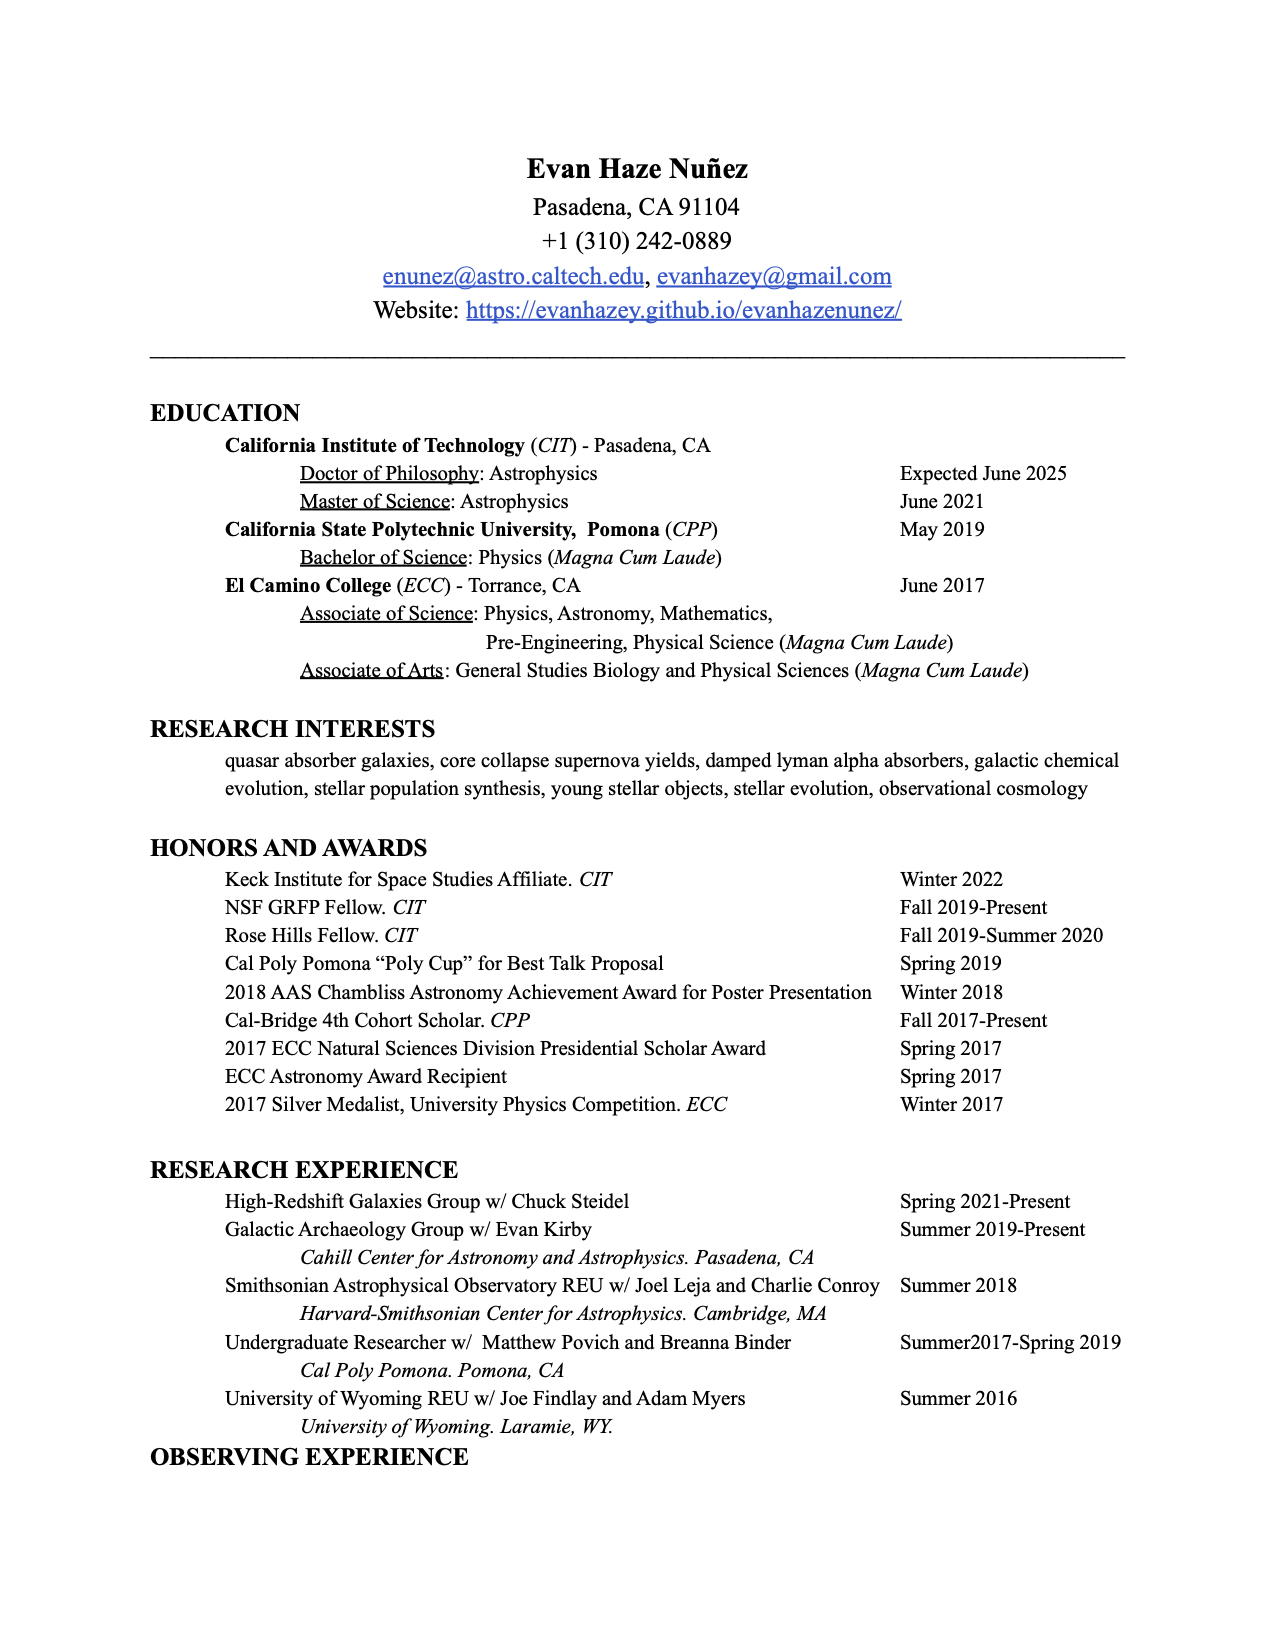 Evan Haze Nuñez
Pasadena, CA 91104
+1 (310) 242-0889
enunez@astro.caltech.edu, evanhazey@gmail.com
Website: https://evanhazey.github.io/evanhazenunez/
EDUCATION
California Institute of Technology (CIT) - Pasadena, CA
Doctor of Philosophy: Astrophysics Expected June 2025
Master of Science: Astrophysics June 2021
California State Polytechnic University,  Pomona (CPP) May 2019
Bachelor of Science: Physics (Magna Cum Laude)
El Camino College (ECC) - Torrance, CA June 2017
Associate of Science: Physics, Astronomy, Mathematics,
Pre-Engineering, Physical Science (Magna Cum Laude)
Associate of Arts: General Studies Biology and Physical Sciences (Magna Cum Laude)
RESEARCH INTERESTS
quasar absorber galaxies, core collapse supernova yields, damped lyman alpha absorbers, galactic chemical
evolution, stellar population synthesis, young stellar objects, stellar evolution, observational cosmology
HONORS AND AWARDS
Keck Institute for Space Studies Affiliate. CIT Winter 2022
NSF GRFP Fellow. CIT Fall 2019-Present
Rose Hills Fellow. CIT Fall 2019-Summer 2020
Cal Poly Pomona “Poly Cup” for Best Talk Proposal Spring 2019
2018 AAS Chambliss Astronomy Achievement Award for Poster Presentation Winter 2018
Cal-Bridge 4th Cohort Scholar. CPP Fall 2017-Present
2017 ECC Natural Sciences Division Presidential Scholar Award Spring 2017
ECC Astronomy Award Recipient Spring 2017
2017 Silver Medalist, University Physics Competition. ECC Winter 2017
RESEARCH EXPERIENCE
High-Redshift Galaxies Group w/ Chuck Steidel Spring 2021-Present
Galactic Archaeology Group w/ Evan Kirby Summer 2019-Present
Cahill Center for Astronomy and Astrophysics. Pasadena, CA
Smithsonian Astrophysical Observatory REU w/ Joel Leja and Charlie Conroy Summer 2018
Harvard-Smithsonian Center for Astrophysics. Cambridge, MA
Undergraduate Researcher w/  Matthew Povich and Breanna Binder Summer2017-Spring 2019
Cal Poly Pomona. Pomona, CA
University of Wyoming REU w/ Joe Findlay and Adam Myers Summer 2016
University of Wyoming. Laramie, WY.
OBSERVING EXPERIENCE